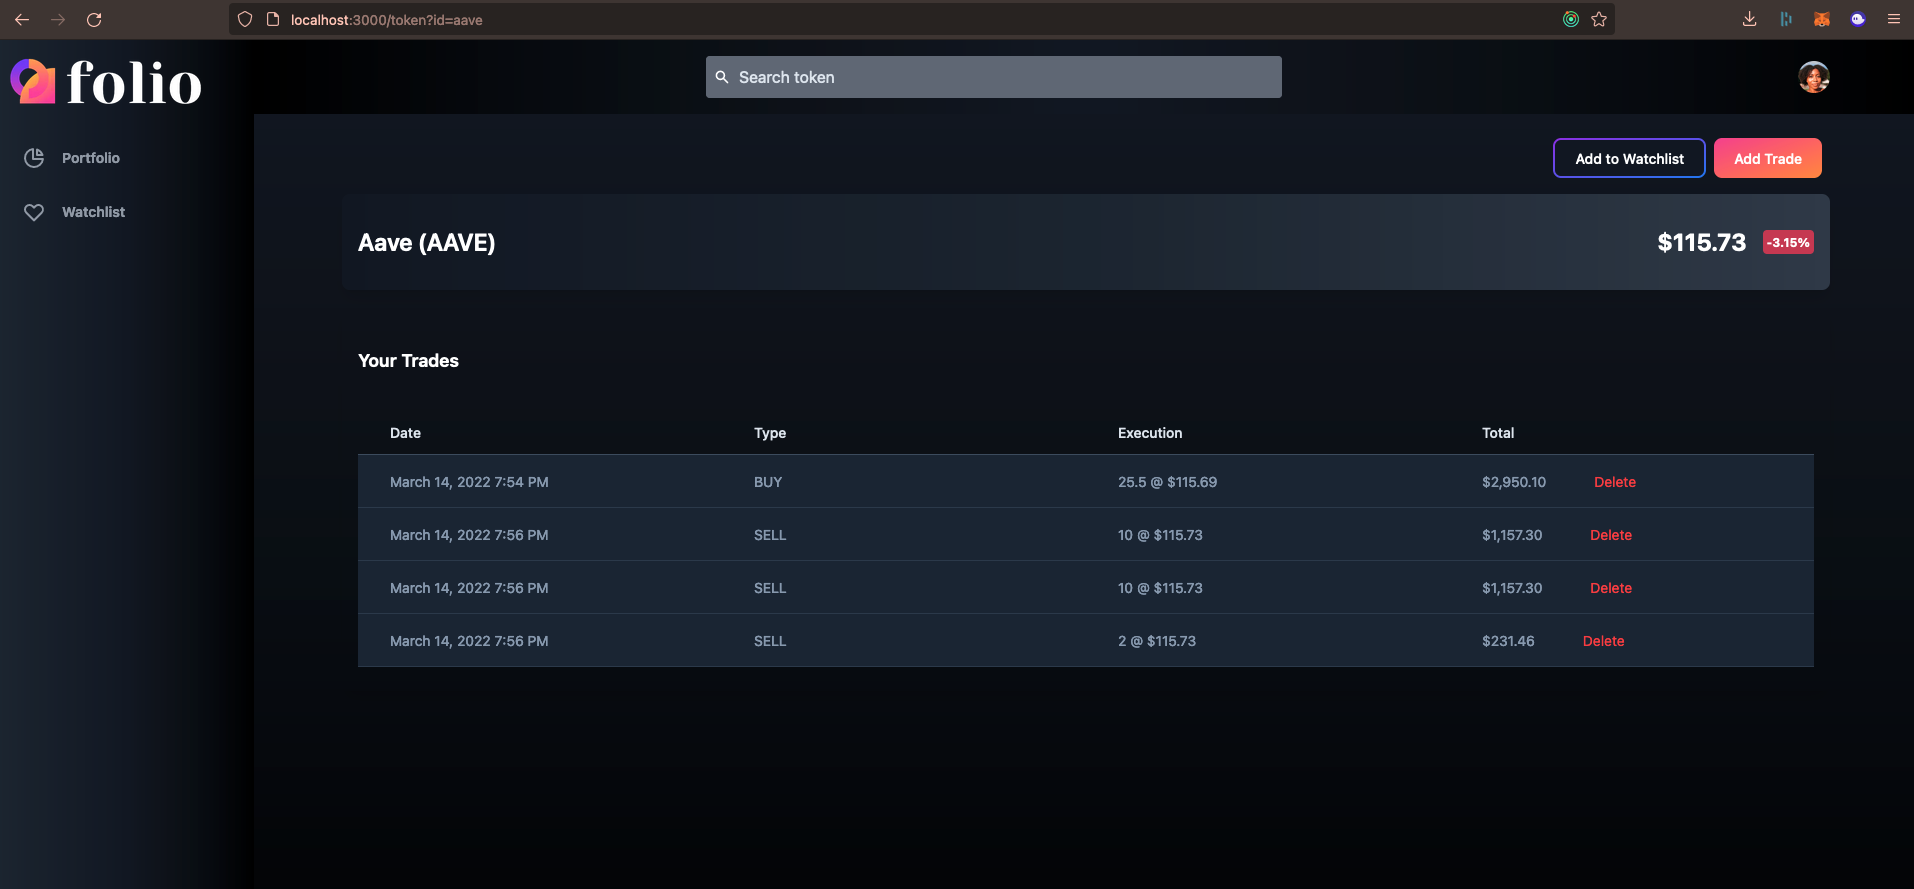 localhost:3000/token?id=aave
folio
Search token
Portfolio
Watchlist
Add to Watchlist
Add Trade
Aave (AAVE)
$115.73
-3.15%
Your Trades
Date Type Execution Total
March 14, 2022 7:54 PM BUY 25.5 @ $115.69 $2,950.10 Delete
March 14, 2022 7:56 PM SELL 10 @ $115.73 $1,157.30 Delete
March 14, 2022 7:56 PM SELL 10 @ $115.73 $1,157.30 Delete
March 14, 2022 7:56 PM SELL 2 @ $115.73 $231.46 Delete